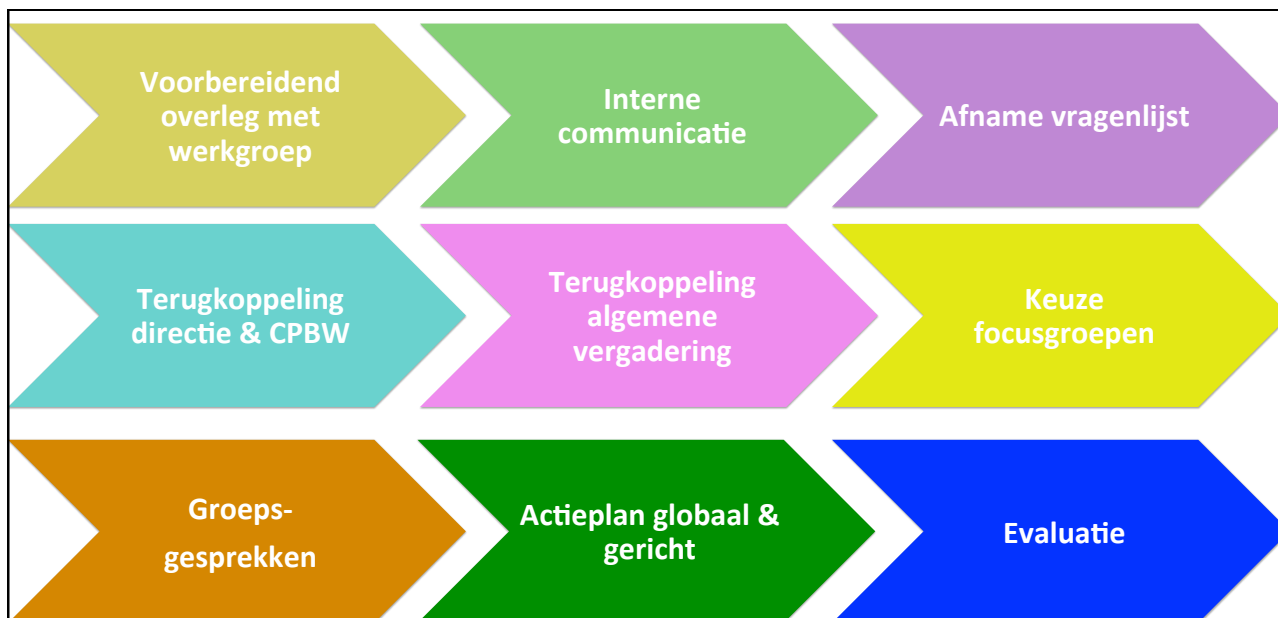 Voorbereidend
overleg met
werkgroep
Interne
communicatie
Afname vragenlijst
Terugkoppeling
directie & CPBW
Terugkoppeling
algemene
vergadering
Keuze
focusgroepen
Groeps-
gesprekken
Actieplan globaal &
gericht
Evaluatie